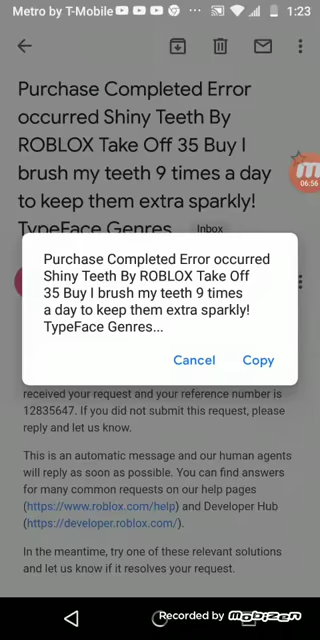 Metro by T-Mobile
1:23
Purchase Completed Error
occurred Shiny Teeth By
ROBLOX Take Off 35 Buy I
brush my teeth 9 times a day
to keep them extra sparkly!
TypeFace Genres
Inbox
06:56
Purchase Completed Error occurred
Shiny Teeth By ROBLOX Take Off
35 Buy I brush my teeth 9 times
a day to keep them extra sparkly!
TypeFace Genres...
Cancel Copy
received your request and your reference number is
12835647. If you did not submit this request, please
reply and let us know.
This is an automatic message and our human agents
will reply as soon as possible. You can find answers
for many common requests on our help pages
(https://www.roblox.com/help) and Developer Hub
(https://developer.roblox.com/).
In the meantime, try one of these relevant solutions
and let us know if it resolves your request.
Recorded by mobizen